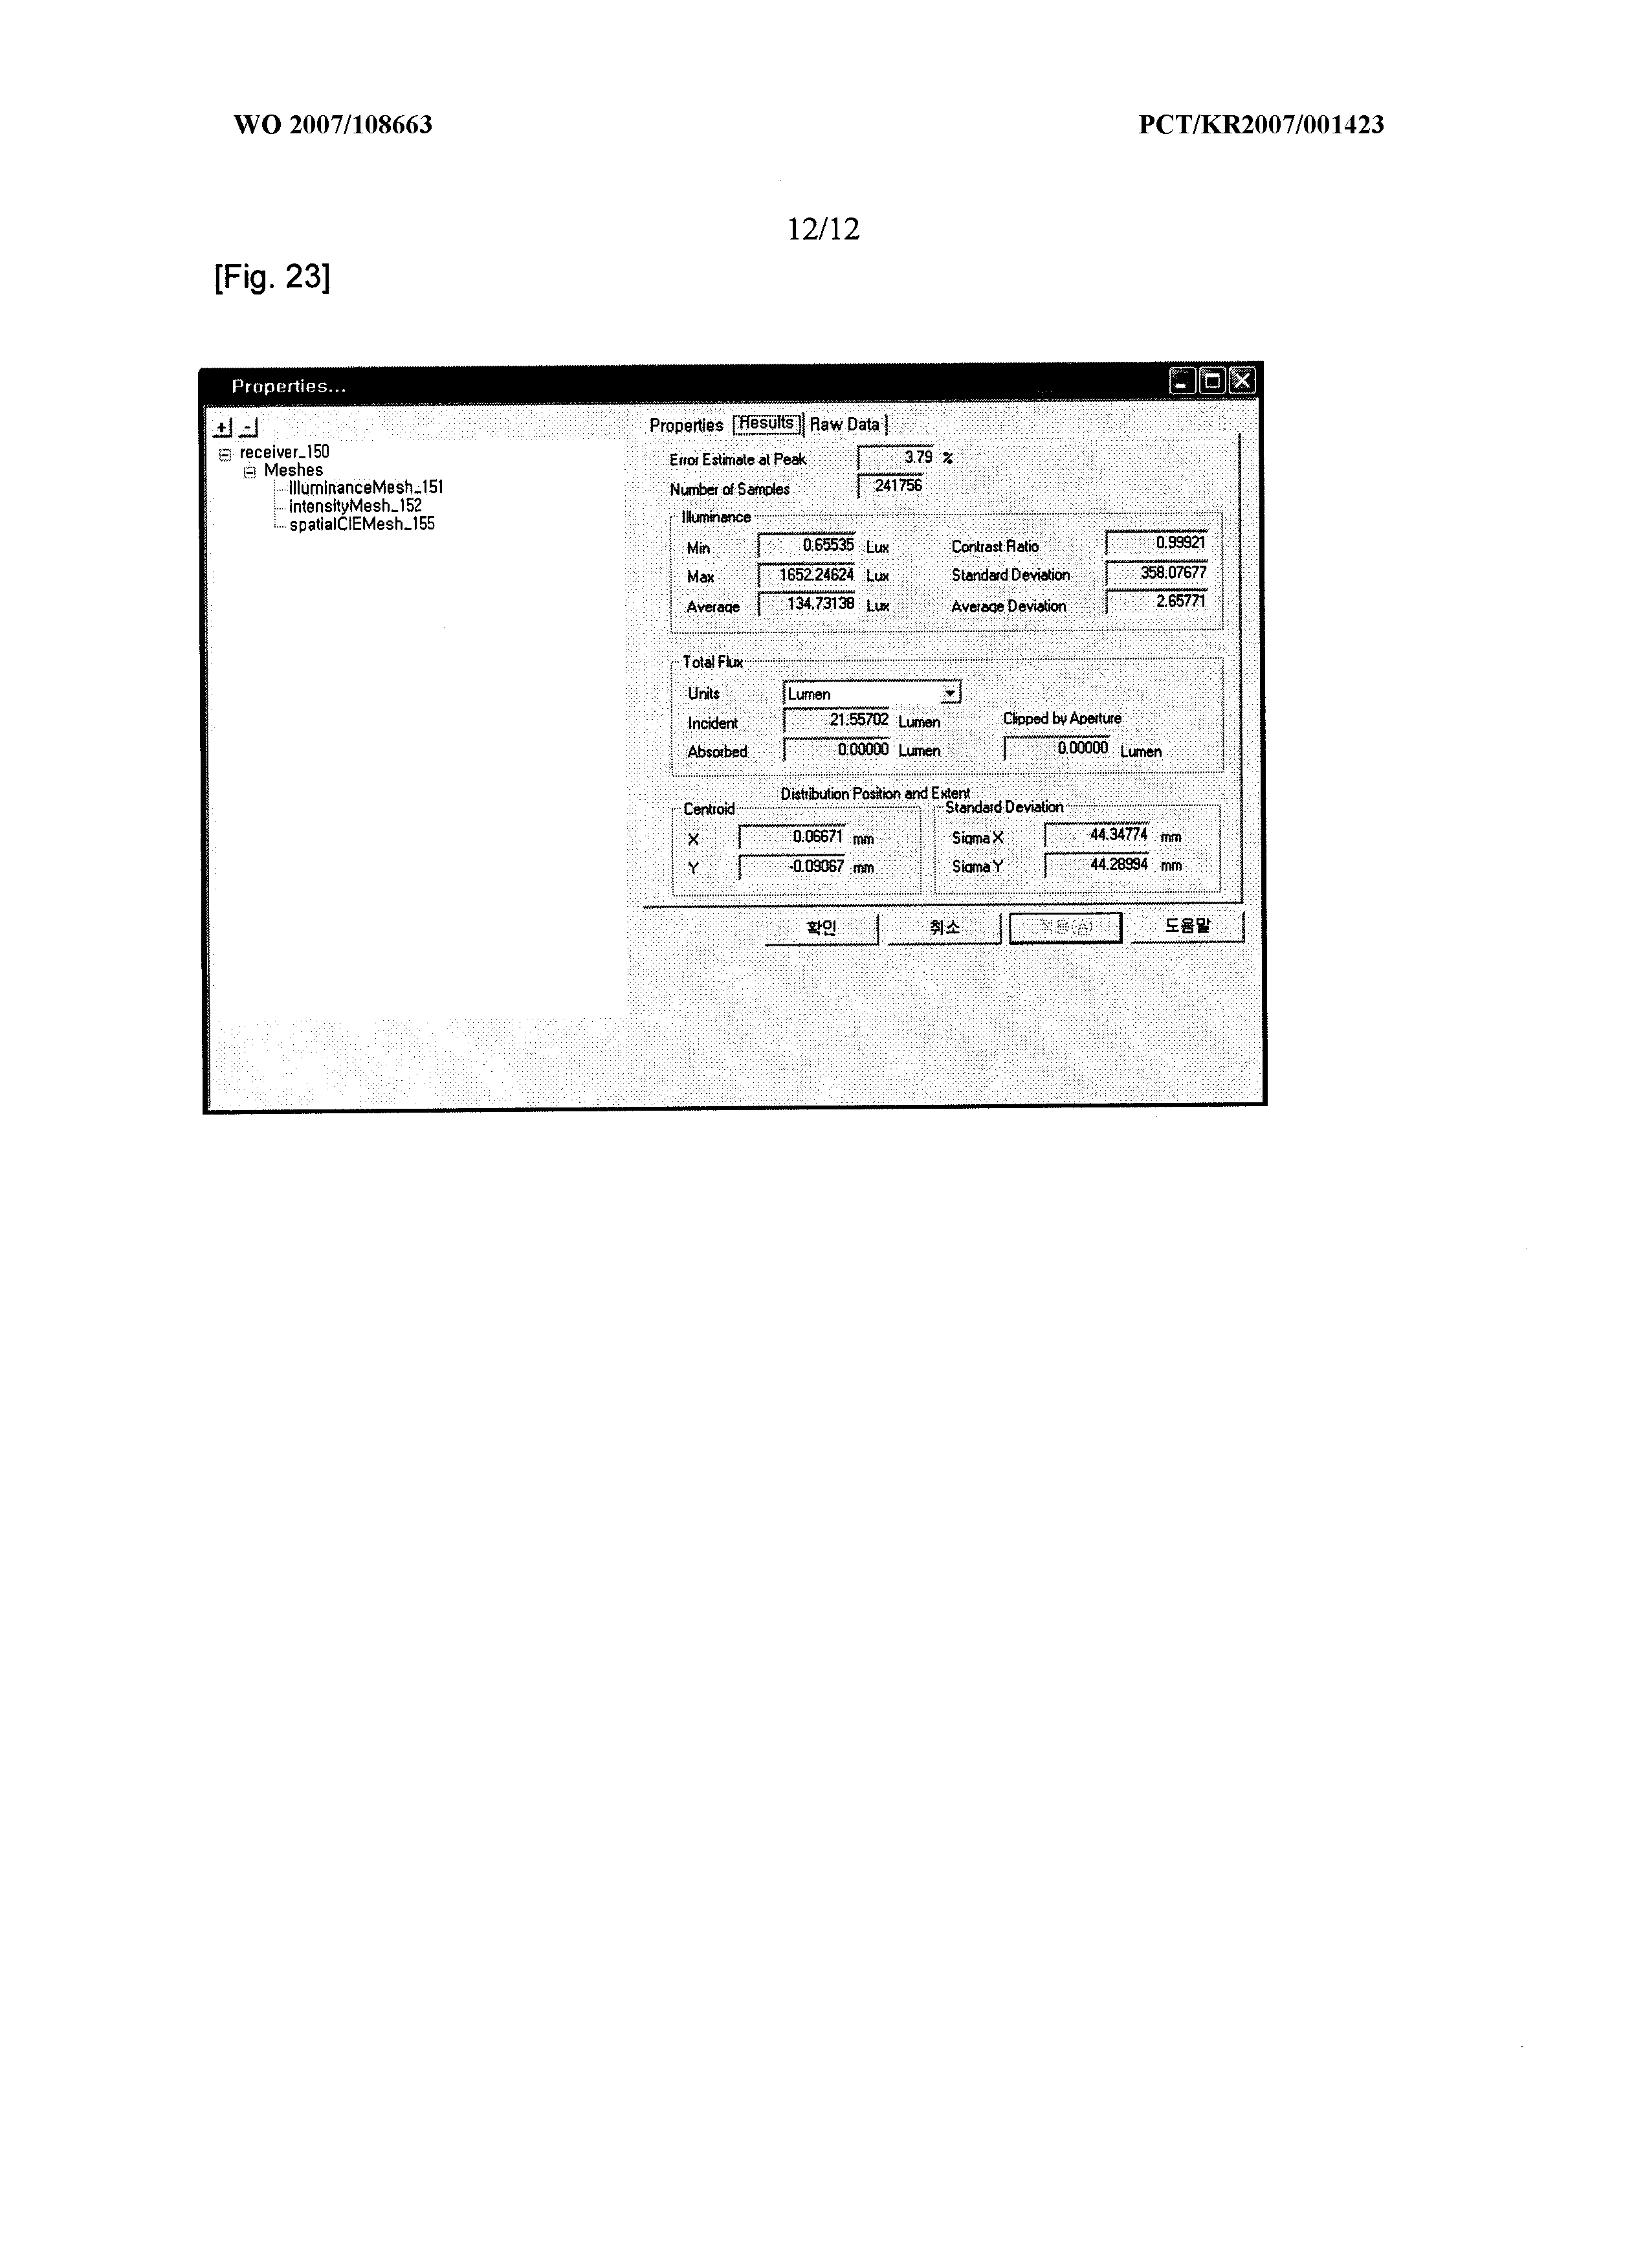 WO 2007/108663 PCT/KR2007/001423
12/12
[Fig. 23]
Properties...
+ -
receiver_150
Meshes
IlluminanceMesh_151
intensityMesh_152
spatialCIEMesh_155
Properties Results Raw Data
Error Estimate at Peak 3.79 %
Number of Samples 241756
Illuminance
Min 0.65535 Lux Contrast Ratio 0.99921
Max 1652.24624 Lux Standard Deviation 358.07677
Average 134.73138 Lux Average Deviation 2.65771
Total Flux
Units Lumen
Incident 21.55702 Lumen Clipped by Aperture
Absorbed 0.00000 Lumen 0.00000 Lumen
Distribution Position and Extent
Centroid Standard Deviation
X 0.06671 mm Sigma X 44.34774 mm
Y -0.09067 mm Sigma Y 44.28994 mm
확인 취소 도움말